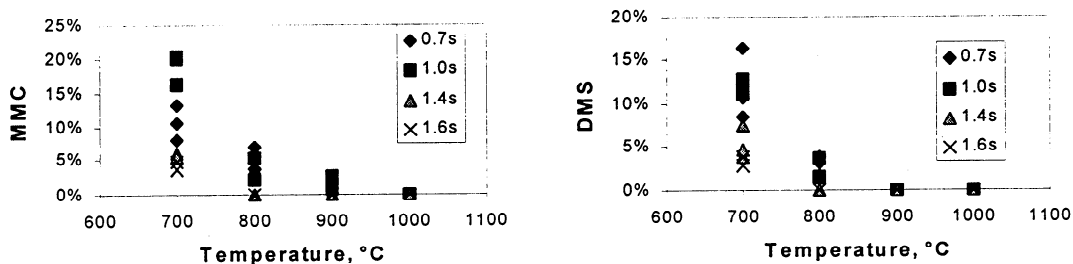 25%
20%
15%
10%
5%
0%
MMC
600 700 800 900 1000 1100
Temperature, °C
0.7s
1.0s
1.4s
1.6s
20%
15%
10%
5%
0%
DMS
600 700 800 900 1000 1100
Temperature, °C
0.7s
1.0s
1.4s
1.6s